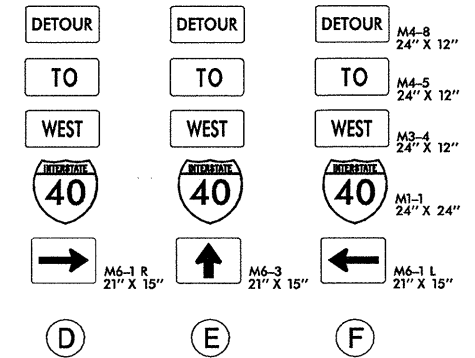 DETOUR DETOUR DETOUR M4-8
24" X 12"
TO TO TO M4-5
24" X 12"
WEST WEST WEST M3-4
24" X 12"
INTERSTATE INTERSTATE INTERSTATE
40 40 40 M1-1
24" X 24"
M6-1 R M6-3 M6-1 L
21" X 15" 21" X 15" 21" X 15"
D E F